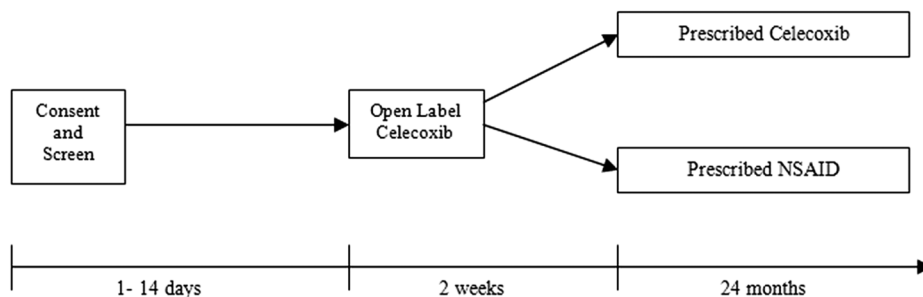 Prescribed Celecoxib
Consent
and
Screen
Open Label
Celecoxib
Prescribed NSAID
1- 14 days
2 weeks
24 months